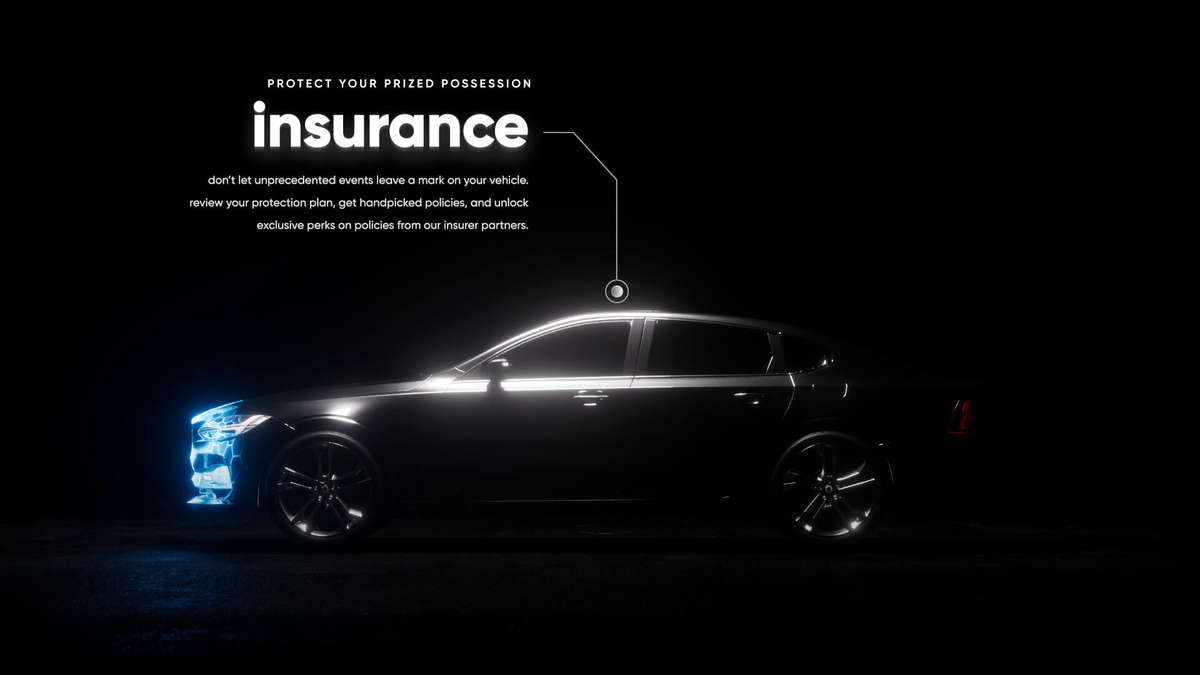 PROTECT YOUR PRIZED POSSESSION
insurance
don't let unprecedented events leave a mark on your vehicle.
review your protection plan, get handpicked policies, and unlock
exclusive perks on policies from our insurer partners.